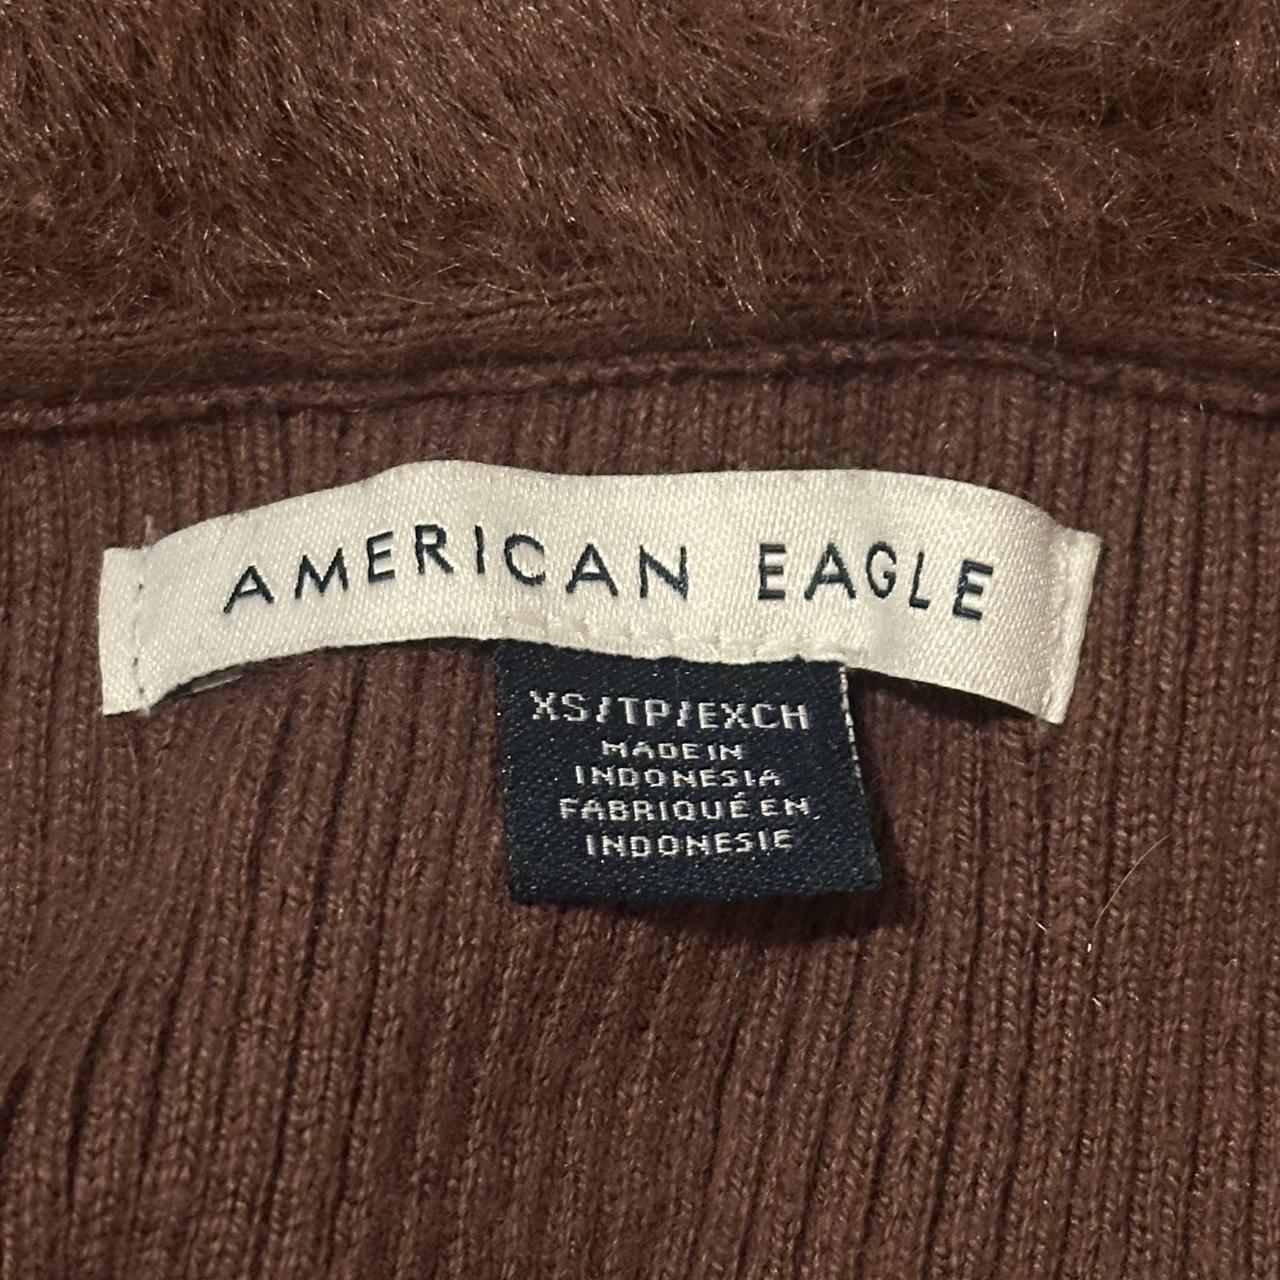 AMERICAN EAGLE
XS/TP/EXCH
MADE IN
INDONESIA
FABRIQUÉ EN
INDONESIE